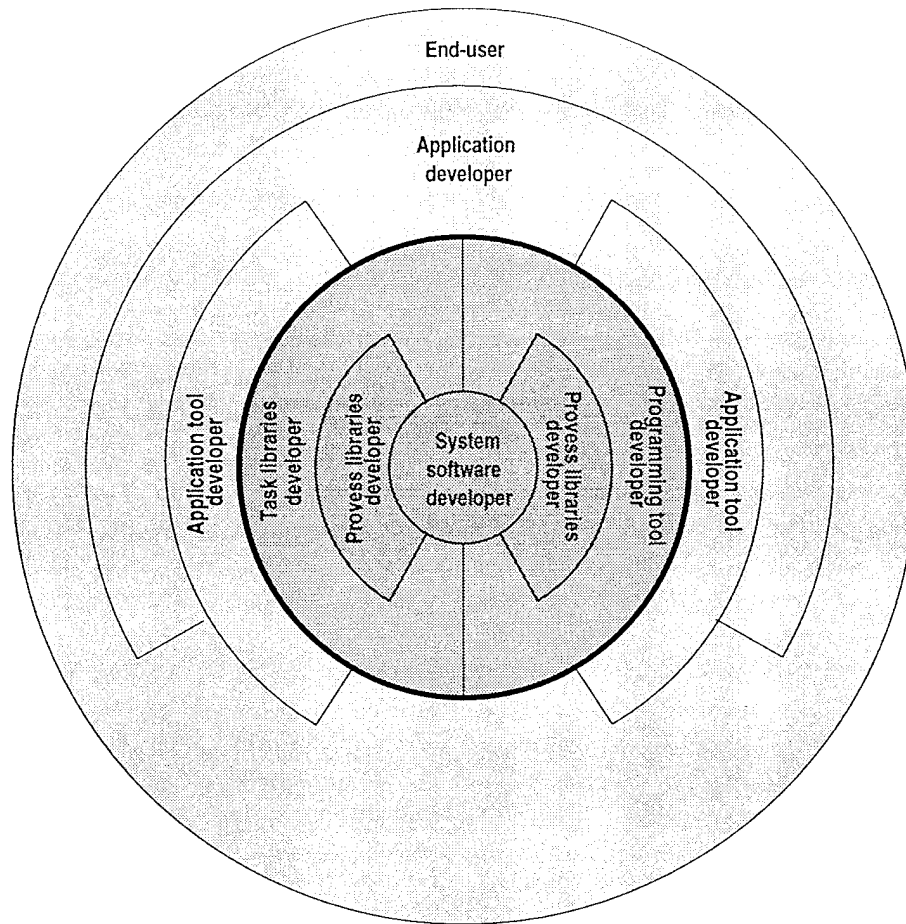 End-user
Application
developer
Application tool
developer
Task libraries
developer
Provess libraries
developer
System
software
developer
Provess libraries
developer
Programming tool
developer
Application tool
developer